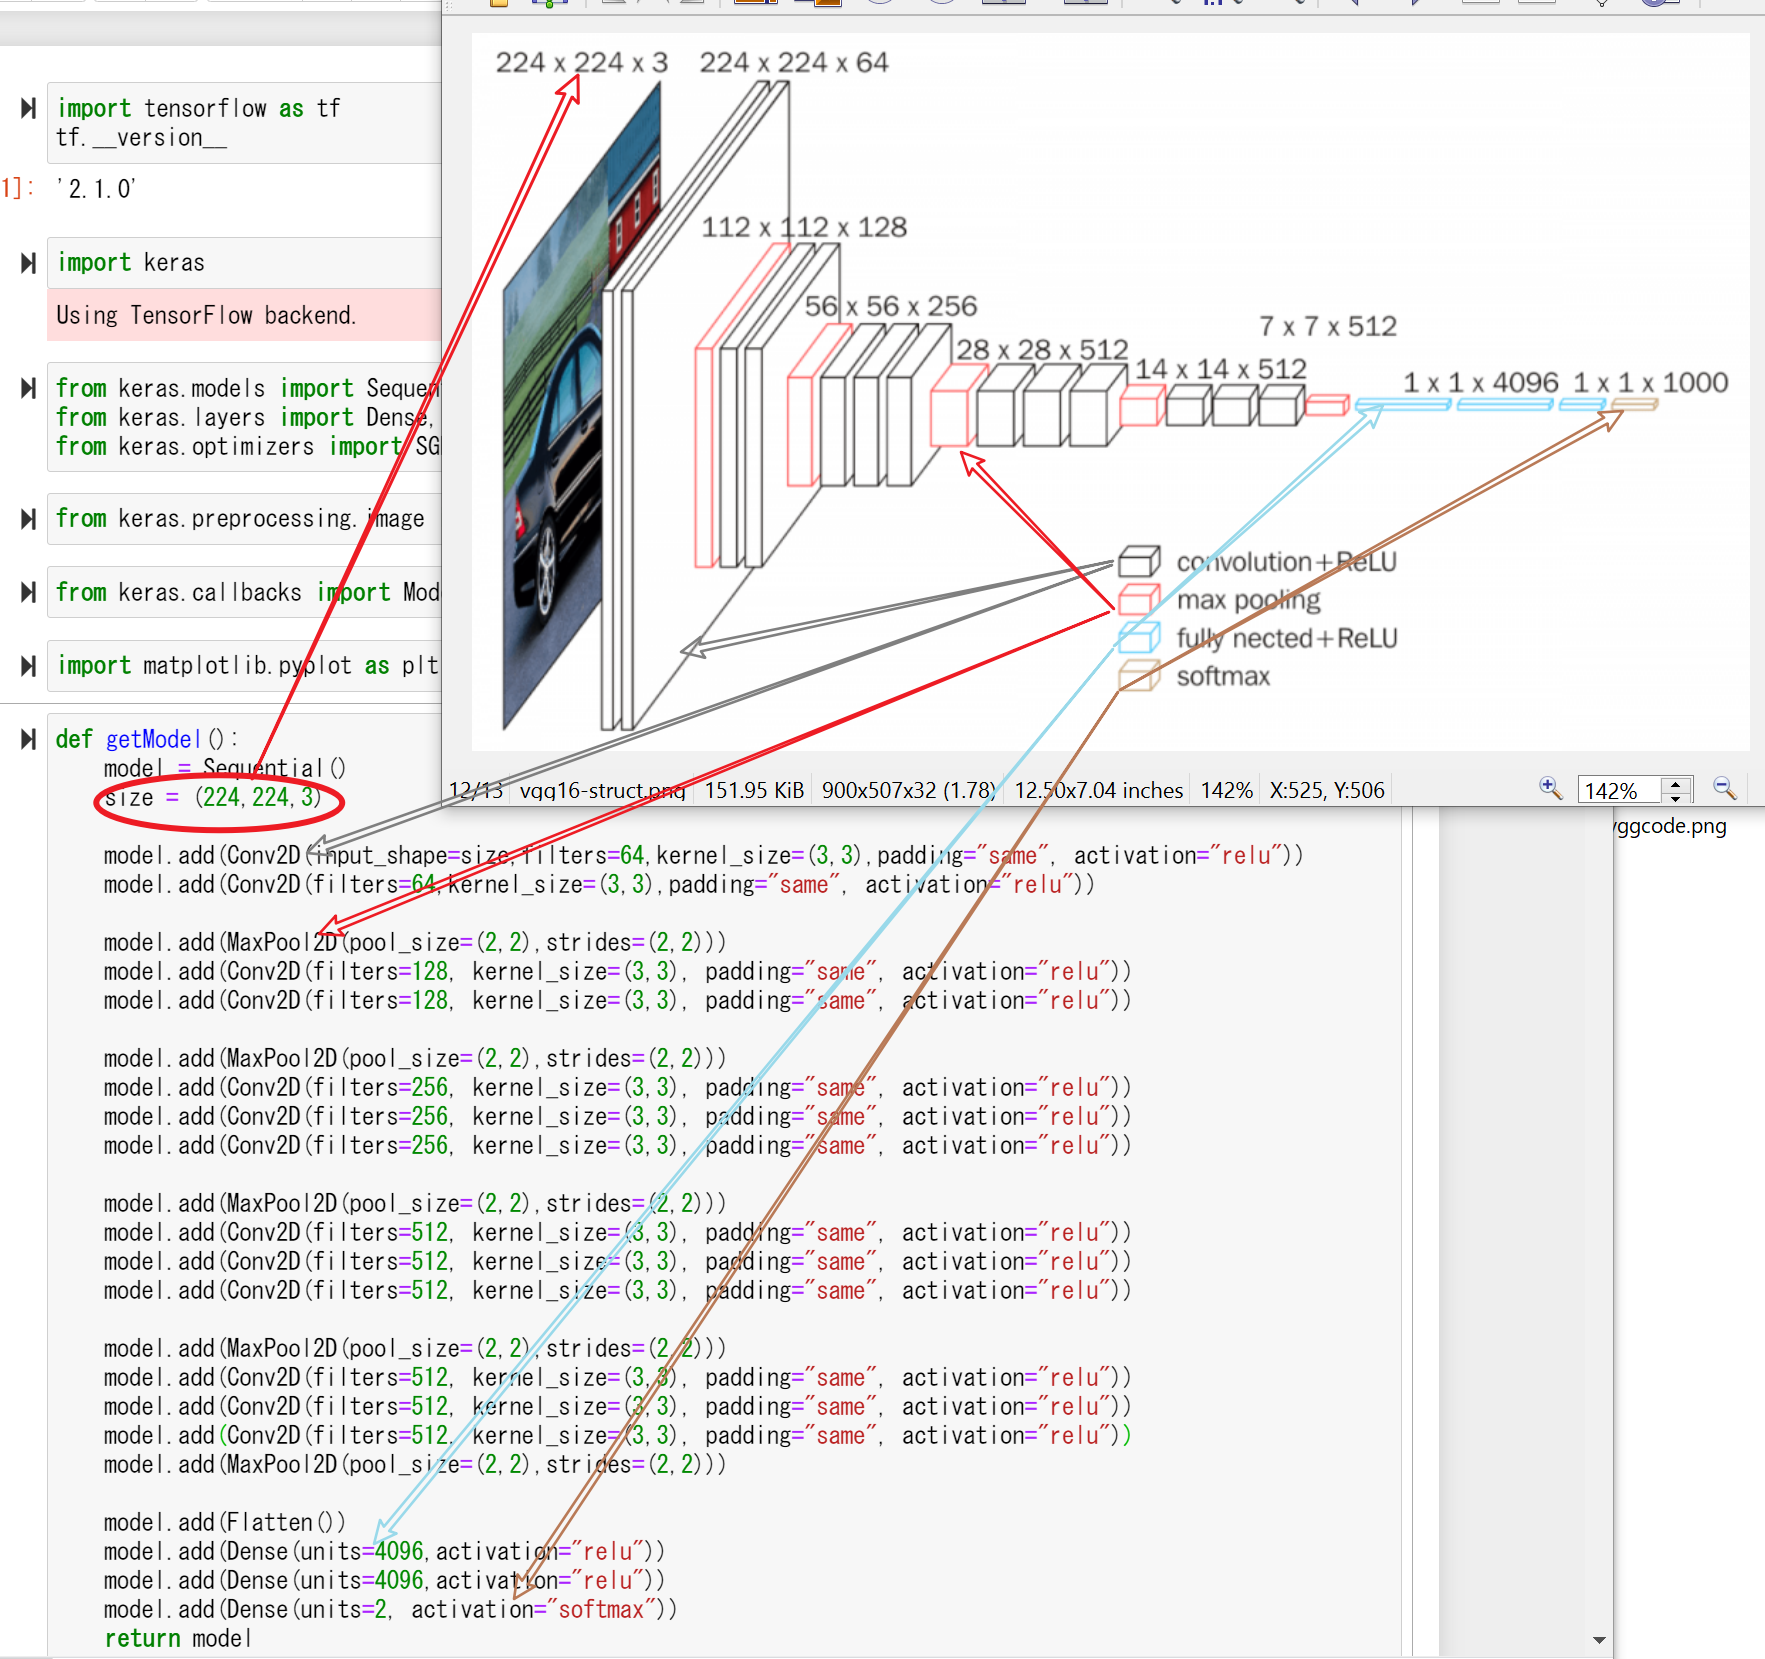 import tensorflow as tf
tf.__version__
1]: '2.1.0'
import keras
Using TensorFlow backend.
from keras.models import Sequen
from keras.layers import Dense,
from keras.optimizers import SG
from keras.preprocessing.image
from keras.callbacks import Mod
import matplotlib.pyplot as plt
224 x 224 x 3 224 x 224 x 64
112 x 112 x 128
56 x 56 x 256
28 x 28 x 512
14 x 14 x 512
7 x 7 x 512
1 x 1 x 4096 1 x 1 x 1000
convolution+ReLU
max pooling
fully nected+ReLU
softmax
12/13 vgg16-struct.png 151.95 KiB 900x507x32 (1.78) 12.50x7.04 inches 142% X:525, Y:506 142%
vggcode.png
def getModel():
model = Sequential()
size = (224,224,3)
model.add(Conv2D(input_shape=size,filters=64,kernel_size=(3,3),padding="same", activation="relu"))
model.add(Conv2D(filters=64,kernel_size=(3,3),padding="same", activation="relu"))
model.add(MaxPool2D(pool_size=(2,2),strides=(2,2)))
model.add(Conv2D(filters=128, kernel_size=(3,3), padding="same", activation="relu"))
model.add(Conv2D(filters=128, kernel_size=(3,3), padding="same", activation="relu"))
model.add(MaxPool2D(pool_size=(2,2),strides=(2,2)))
model.add(Conv2D(filters=256, kernel_size=(3,3), padding="same", activation="relu"))
model.add(Conv2D(filters=256, kernel_size=(3,3), padding="same", activation="relu"))
model.add(Conv2D(filters=256, kernel_size=(3,3), padding="same", activation="relu"))
model.add(MaxPool2D(pool_size=(2,2),strides=(2,2)))
model.add(Conv2D(filters=512, kernel_size=(3,3), padding="same", activation="relu"))
model.add(Conv2D(filters=512, kernel_size=(3,3), padding="same", activation="relu"))
model.add(Conv2D(filters=512, kernel_size=(3,3), padding="same", activation="relu"))
model.add(MaxPool2D(pool_size=(2,2),strides=(2,2)))
model.add(Conv2D(filters=512, kernel_size=(3,3), padding="same", activation="relu"))
model.add(Conv2D(filters=512, kernel_size=(3,3), padding="same", activation="relu"))
model.add(Conv2D(filters=512, kernel_size=(3,3), padding="same", activation="relu"))
model.add(MaxPool2D(pool_size=(2,2),strides=(2,2)))
model.add(Flatten())
model.add(Dense(units=4096,activation="relu"))
model.add(Dense(units=4096,activation="relu"))
model.add(Dense(units=2, activation="softmax"))
return model